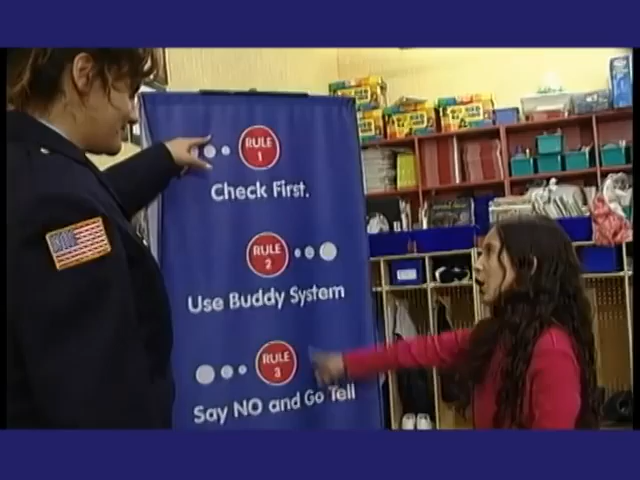 RULE
1
Check First.
RULE
2
Use Buddy System
RULE
3
Say NO and Go Tell